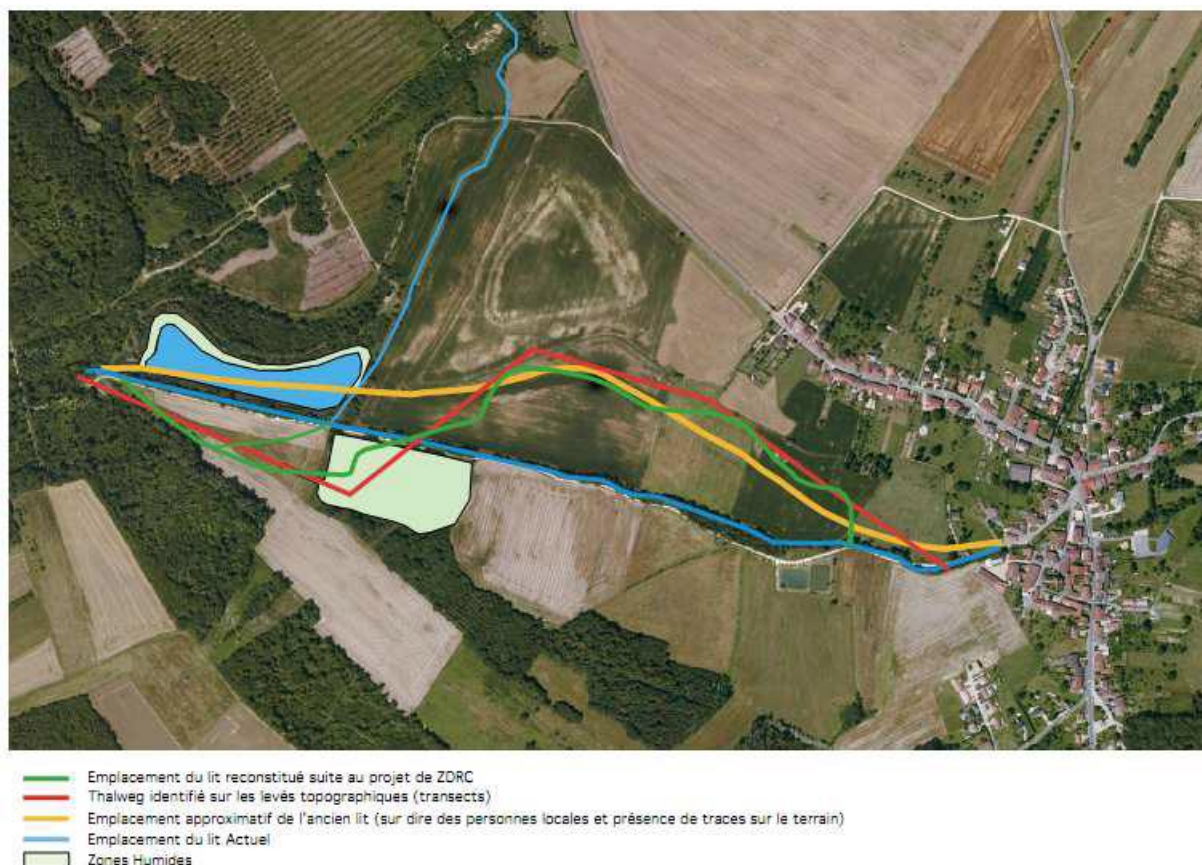 Emplacement du lit reconstitué suite au projet de ZDRC
Thalweg identifié sur les levés topographiques (transects)
Emplacement approximatif de l'ancien lit (sur dire des personnes locales et présence de traces sur le terrain)
Emplacement du lit Actuel
Zones Humides